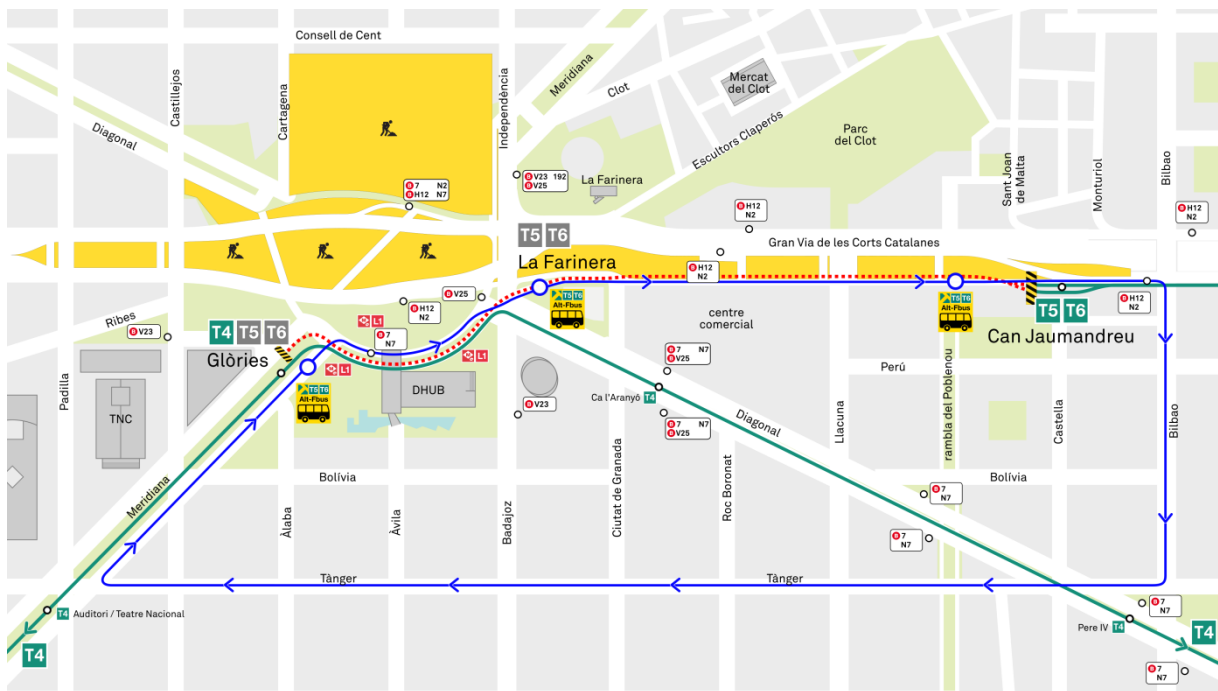 Consell de Cent
Meridiana
Clot
Mercat
del Clot
Castillejos
Cartagena
Independència
Diagonal
Escultors Claperós
Parc
del Clot
Sant Joan
de Malta
Monturiol
Bilbao
B V23 192
B V25
La Farinera
B 7 N2
B H12 N7
B H12
N2
B H12
N2
T5 T6
La Farinera
Gran Via de les Corts Catalanes
B H12
N2
B V25
B H12
N2
T5 T6
Alt-Fbus
T5 T6
Alt-Fbus
B H12
N2
T5 T6
Can Jaumandreu
Ribes
B V23
T4 T5 T6
Glòries
L1
B 7
N7
L1
L1
centre
comercial
B 7 N7
B V25
Perú
T5 T6
Alt-Fbus
DHUB
TNC
Padilla
Ca l'Aranyó T4
B V23
B 7 N7
B V25
Diagonal
Llacuna
rambla del Poblenou
Castella
Bilbao
Bolívia
Bolívia
Meridiana
Àlaba
Àvila
Badajoz
Ciutat de Granada
Roc Boronat
B 7
N7
B 7
N7
Tànger
Tànger
T4 Auditori / Teatre Nacional
B 7
N7
Pere IV T4
T4
T4
B 7
N7